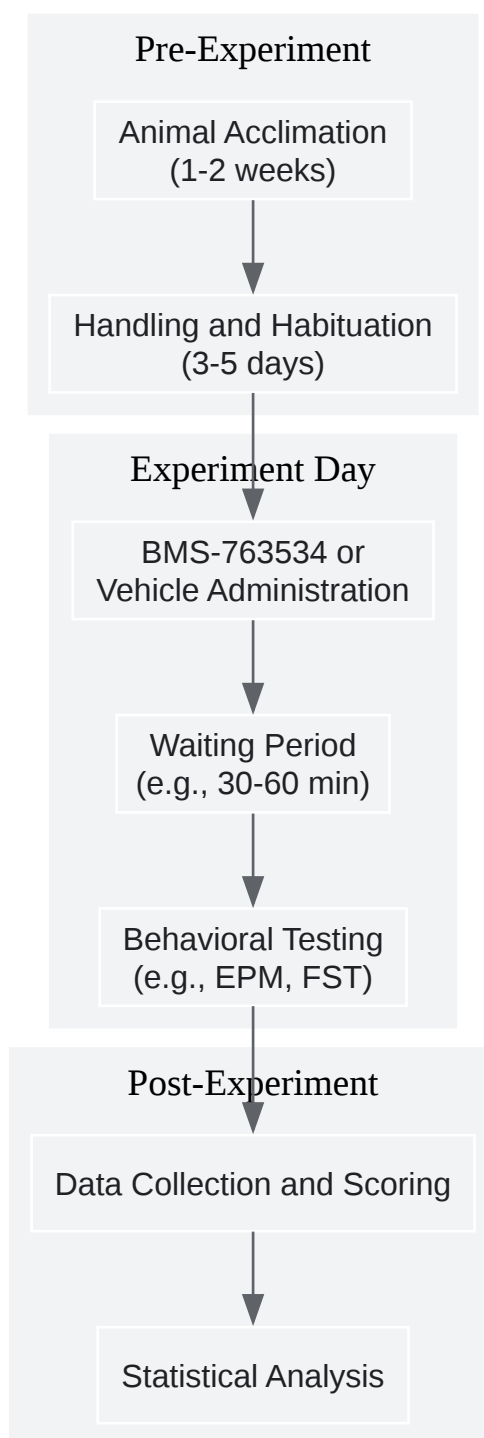 Pre-Experiment
Animal Acclimation
(1-2 weeks)
Handling and Habituation
(3-5 days)
Experiment Day
BMS-763534 or
Vehicle Administration
Waiting Period
(e.g., 30-60 min)
Behavioral Testing
(e.g., EPM, FST)
Post-Experiment
Data Collection and Scoring
Statistical Analysis